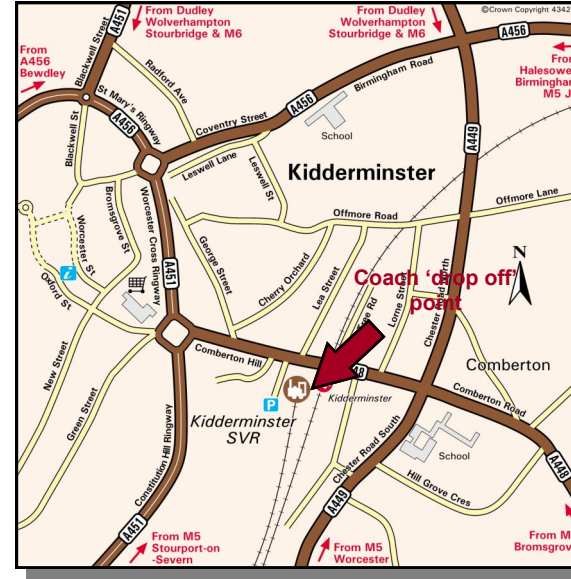 ©Crown Copyright 4342
From Dudley
Wolverhampton
Stourbridge & M6
From Dudley
Wolverhampton
Stourbridge & M6
A451
A456
From
A456
Bewdley
From
Halesowe
Birmingham
M5 J
Blackwell Street
Radford Ave
Birmingham Road
St Mary's Ringway
A456
A456
Coventry Street
School
A449
Blackwell St
Leswell Lane
Leswell St
Kidderminster
Bromsgrove St
Worcester St
Worcester Cross Ringway
Offmore Lane
Offmore Road
George Street
Cherry Orchard
Lea Street
Lorne Street
Chester Road North
N
Coach ‘drop off’
point
i
Oxford St
A451
Comberton Hill
48
Comberton
New Street
Green Street
P
Kidderminster
Kidderminster
SVR
Comberton Road
Chester Road South
School
Hill Grove Cres
A448
Constitution Hill Ringway
A449
A451
From M5
Stourport-on
-Severn
From M5
Worcester
From M
Bromsgrov